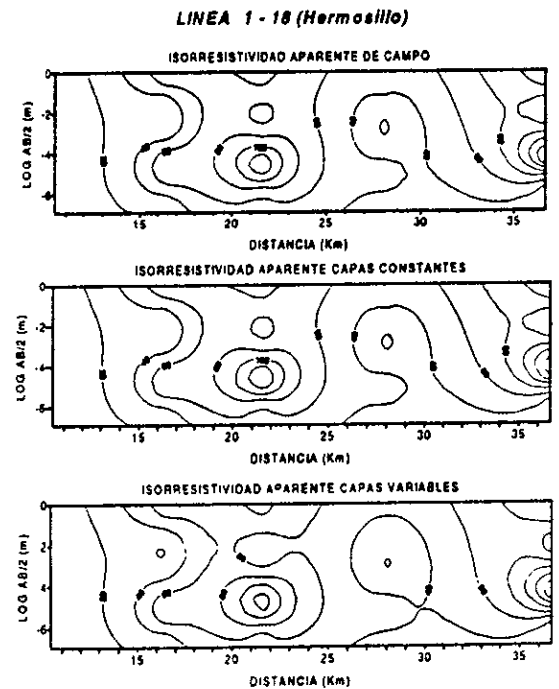 LINEA 1 - 18 (Hermosillo)
ISORRESISTIVIDAD APARENTE DE CAMPO
LOG AB/2 (m)
0
-2
-4
-6
15
20
25
30
35
DISTANCIA (Km)
ISORRESISTIVIDAD APARENTE CAPAS CONSTANTES
LOG AB/2 (m)
0
-2
-4
-6
15
20
25
30
35
DISTANCIA (Km)
ISORRESISTIVIDAD APARENTE CAPAS VARIABLES
LOG AB/2 (m)
0
2
4
6
15
20
25
30
35
DISTANCIA (Km)